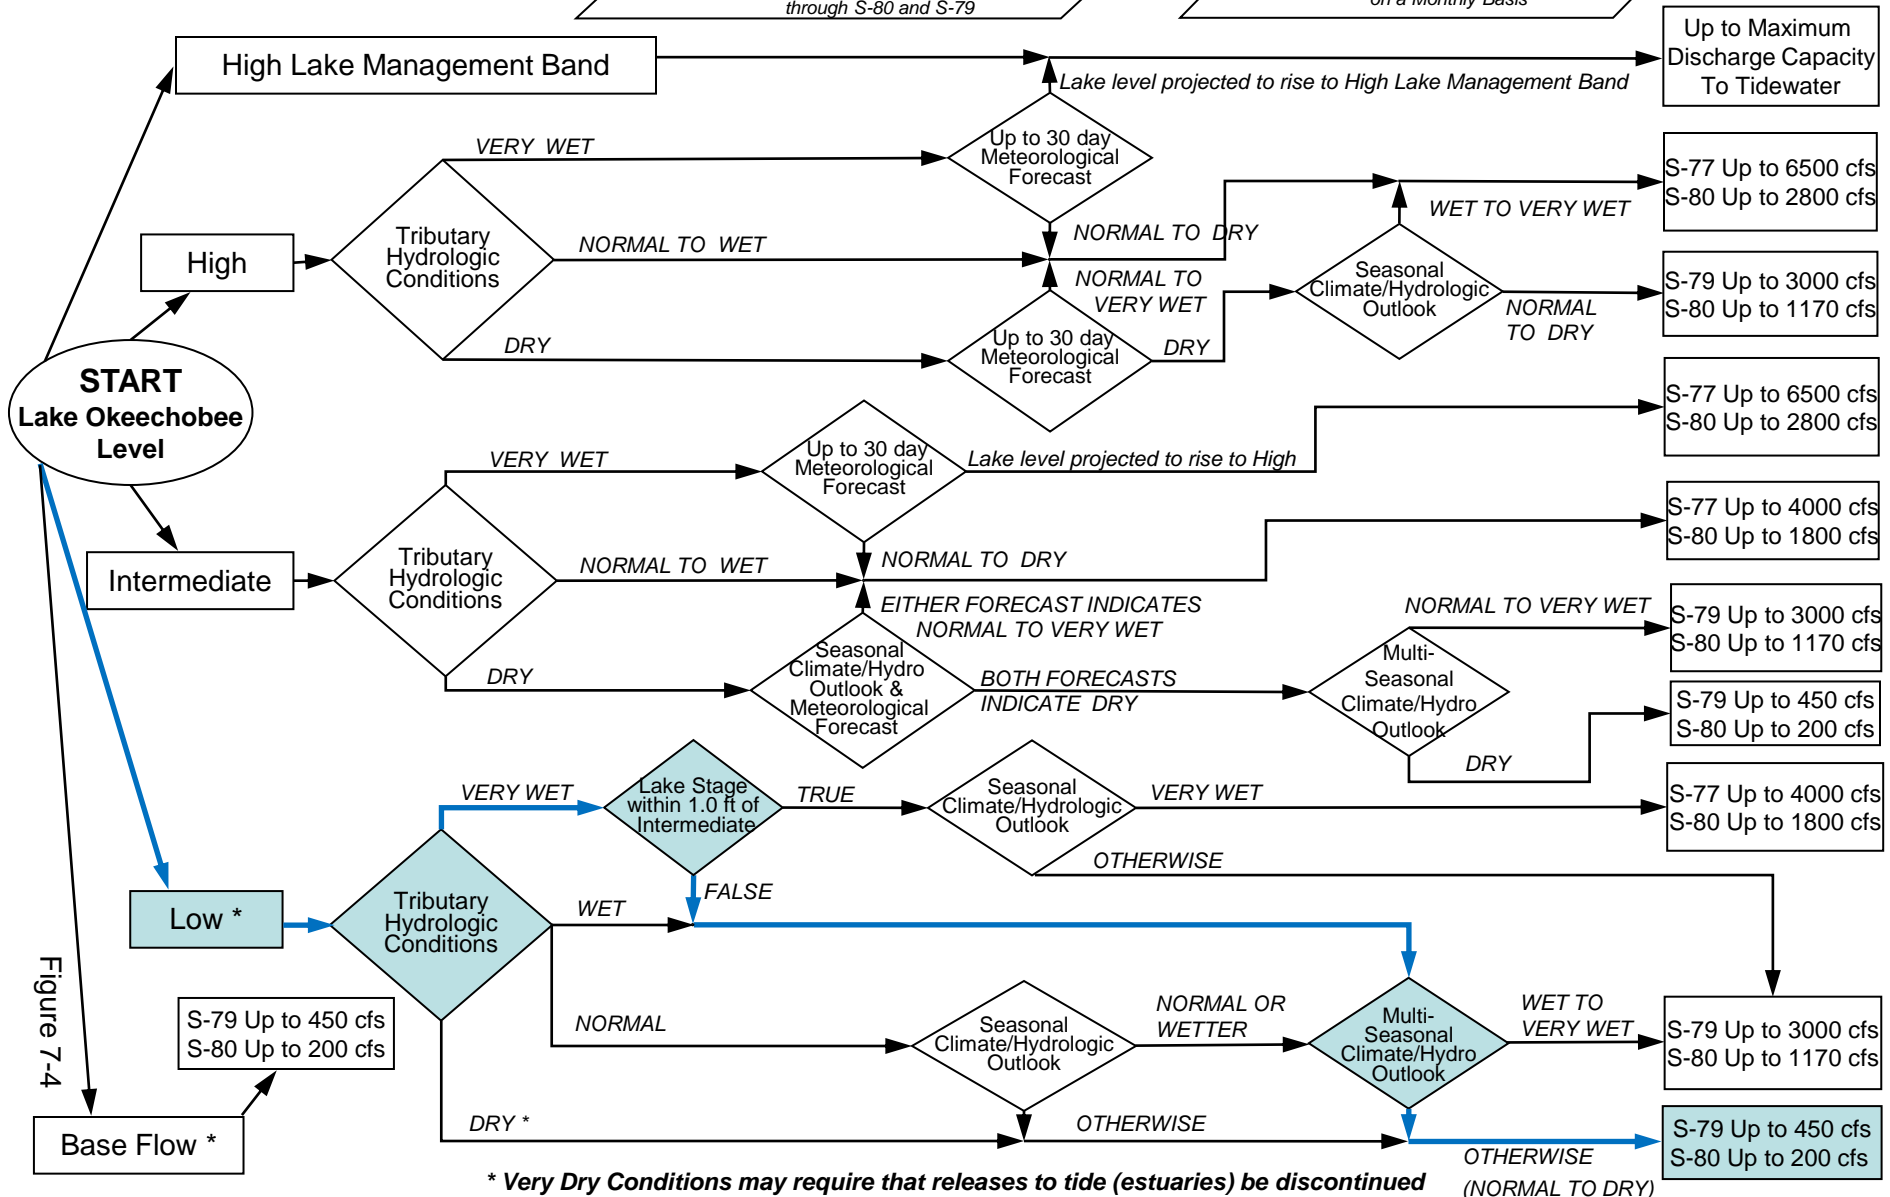 through S-80 and S-79
on a Monthly Basis
High Lake Management Band
Lake level projected to rise to High Lake Management Band
Up to Maximum
Discharge Capacity
To Tidewater
VERY WET
Up to 30 day
Meteorological
Forecast
S-77 Up to 6500 cfs
S-80 Up to 2800 cfs
WET TO VERY WET
High
Tributary
Hydrologic
Conditions
NORMAL TO WET
NORMAL TO DRY
NORMAL TO
VERY WET
Seasonal
Climate/Hydrologic
Outlook
NORMAL
TO DRY
S-79 Up to 3000 cfs
S-80 Up to 1170 cfs
DRY
Up to 30 day
Meteorological
Forecast
DRY
START
Lake Okeechobee
Level
S-77 Up to 6500 cfs
S-80 Up to 2800 cfs
VERY WET
Up to 30 day
Meteorological
Forecast
Lake level projected to rise to High
S-77 Up to 4000 cfs
S-80 Up to 1800 cfs
Intermediate
Tributary
Hydrologic
Conditions
NORMAL TO WET
NORMAL TO DRY
EITHER FORECAST INDICATES
NORMAL TO VERY WET
NORMAL TO VERY WET
S-79 Up to 3000 cfs
S-80 Up to 1170 cfs
DRY
Seasonal
Climate/Hydro
Outlook &
Meteorological
Forecast
BOTH FORECASTS
INDICATE DRY
Multi-
Seasonal
Climate/Hydro
Outlook
DRY
S-79 Up to 450 cfs
S-80 Up to 200 cfs
VERY WET
Lake Stage
within 1.0 ft of
Intermediate
TRUE
Seasonal
Climate/Hydrologic
Outlook
VERY WET
S-77 Up to 4000 cfs
S-80 Up to 1800 cfs
OTHERWISE
FALSE
Low *
Tributary
Hydrologic
Conditions
WET
NORMAL
Seasonal
Climate/Hydrologic
Outlook
NORMAL OR
WETTER
Multi-
Seasonal
Climate/Hydro
Outlook
WET TO
VERY WET
S-79 Up to 3000 cfs
S-80 Up to 1170 cfs
Figure 7-4
S-79 Up to 450 cfs
S-80 Up to 200 cfs
Base Flow *
DRY *
OTHERWISE
OTHERWISE
(NORMAL TO DRY)
S-79 Up to 450 cfs
S-80 Up to 200 cfs
* Very Dry Conditions may require that releases to tide (estuaries) be discontinued